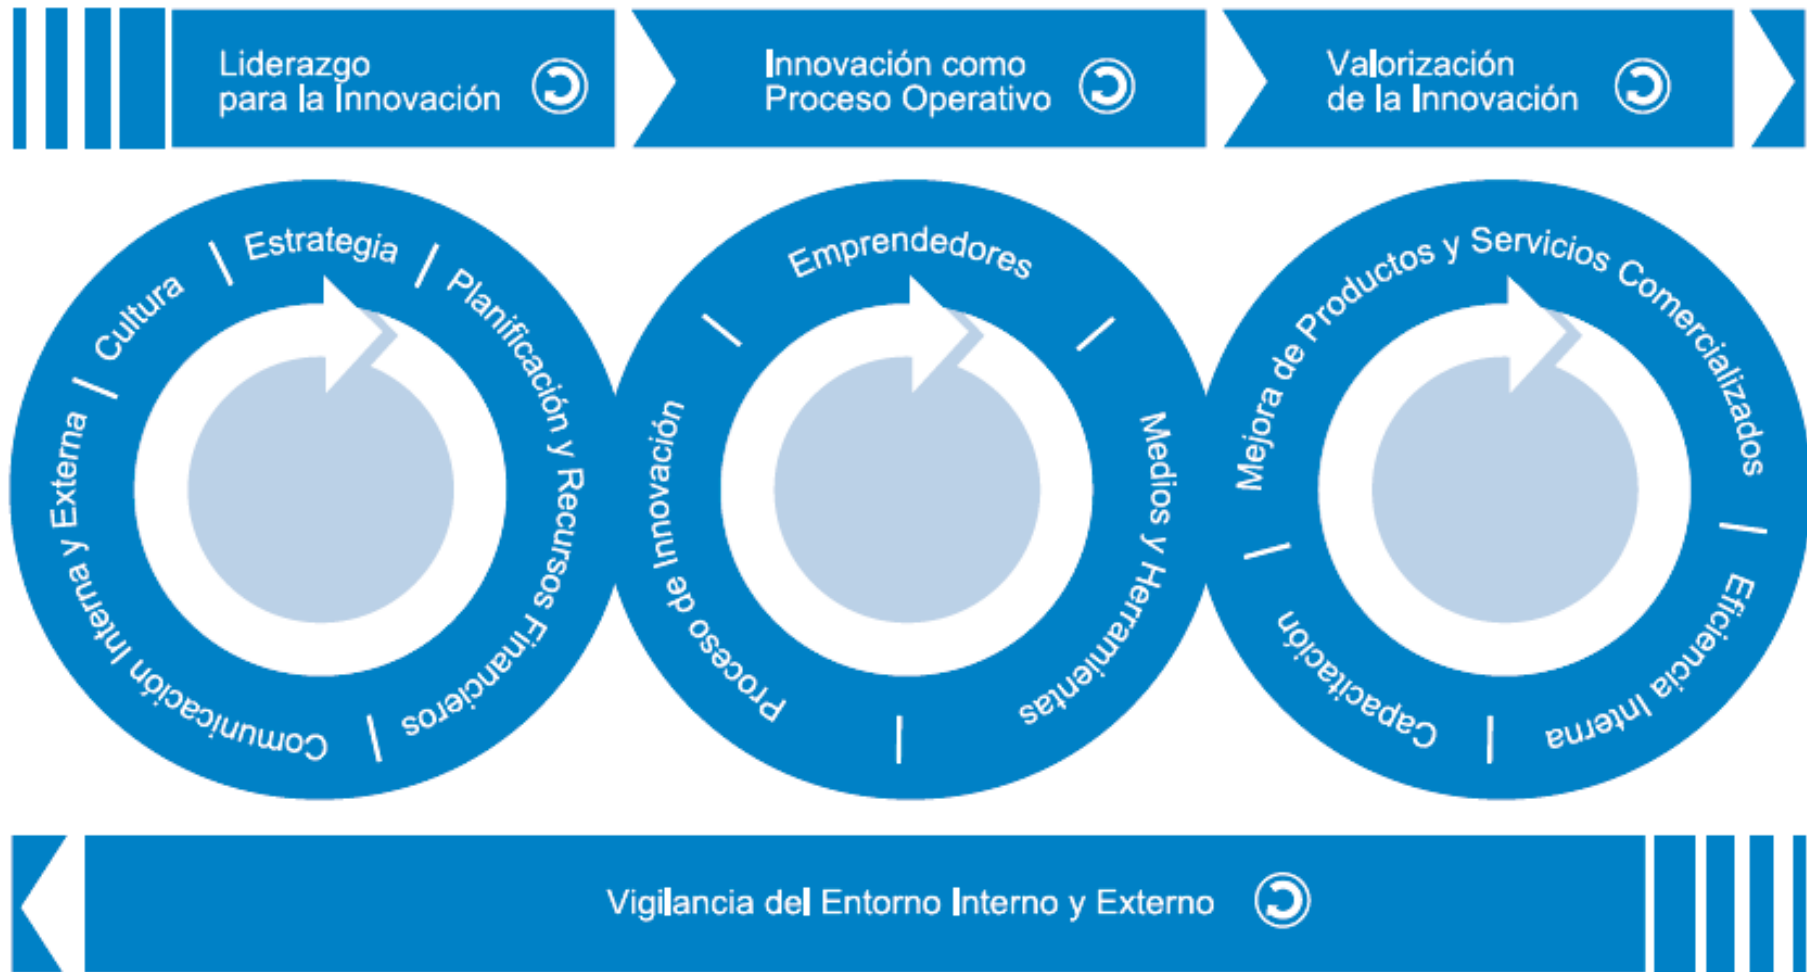 Liderazgo
para la Innovación
Innovación como
Proceso Operativo
Valorización
de la Innovación
Comunicación Interna y Externa
Cultura
Estrategia
Planificación y Recursos Financieros
Proceso de Innovación
Emprendedores
Medios y Herramientas
Mejora de Productos y Servicios Comercializados
Eficiencia Interna
Capacitación
Vigilancia del Entorno Interno y Externo